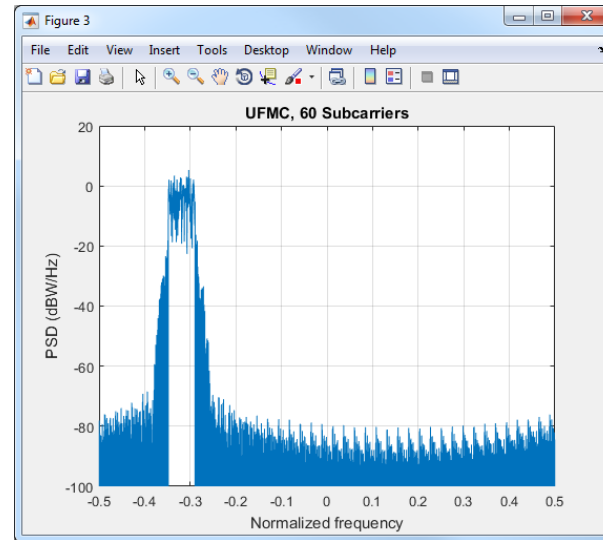 Figure 3
File Edit View Insert Tools Desktop Window Help
UFMC, 60 Subcarriers
PSD (dBW/Hz)
20
0
-20
-40
-60
-80
-100
-0.5 -0.4 -0.3 -0.2 -0.1 0 0.1 0.2 0.3 0.4 0.5
Normalized frequency